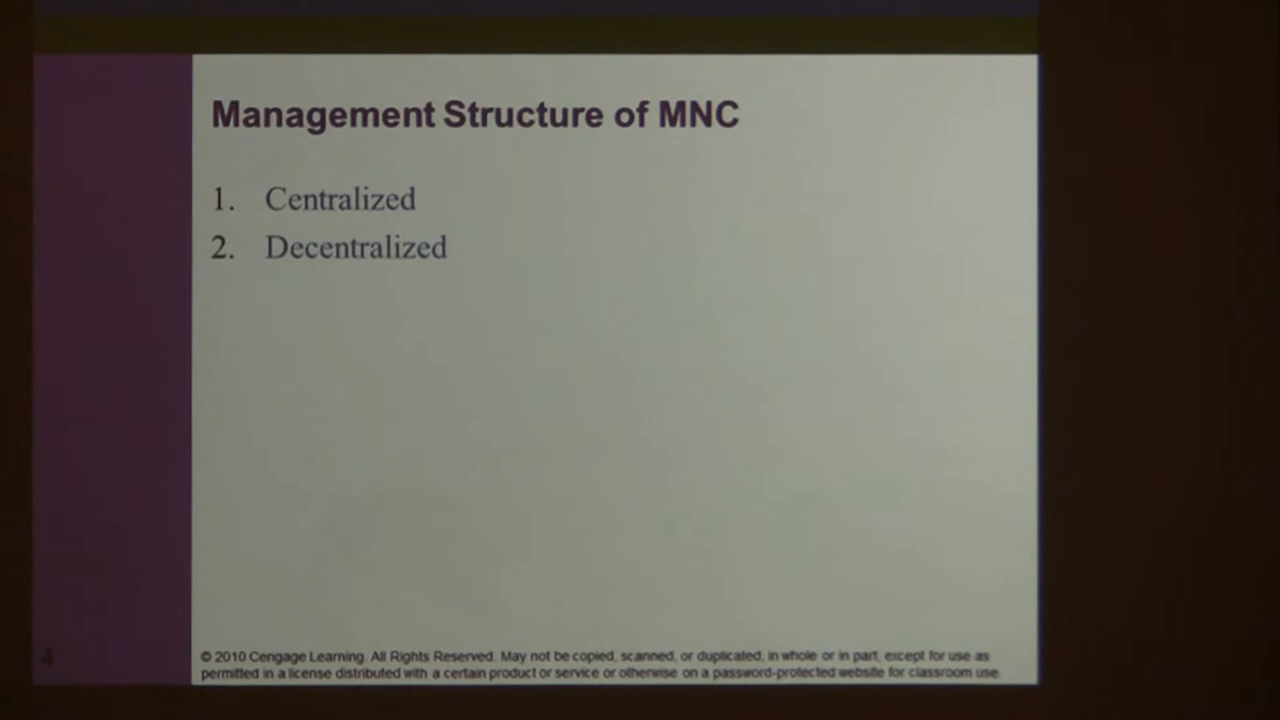 Management Structure of MNC
1. Centralized
2. Decentralized
4
© 2010 Cengage Learning. All Rights Reserved. May not be copied, scanned, or duplicated, in whole or in part, except for use as
permitted in a license distributed with a certain product or service or otherwise on a password-protected website for classroom use.